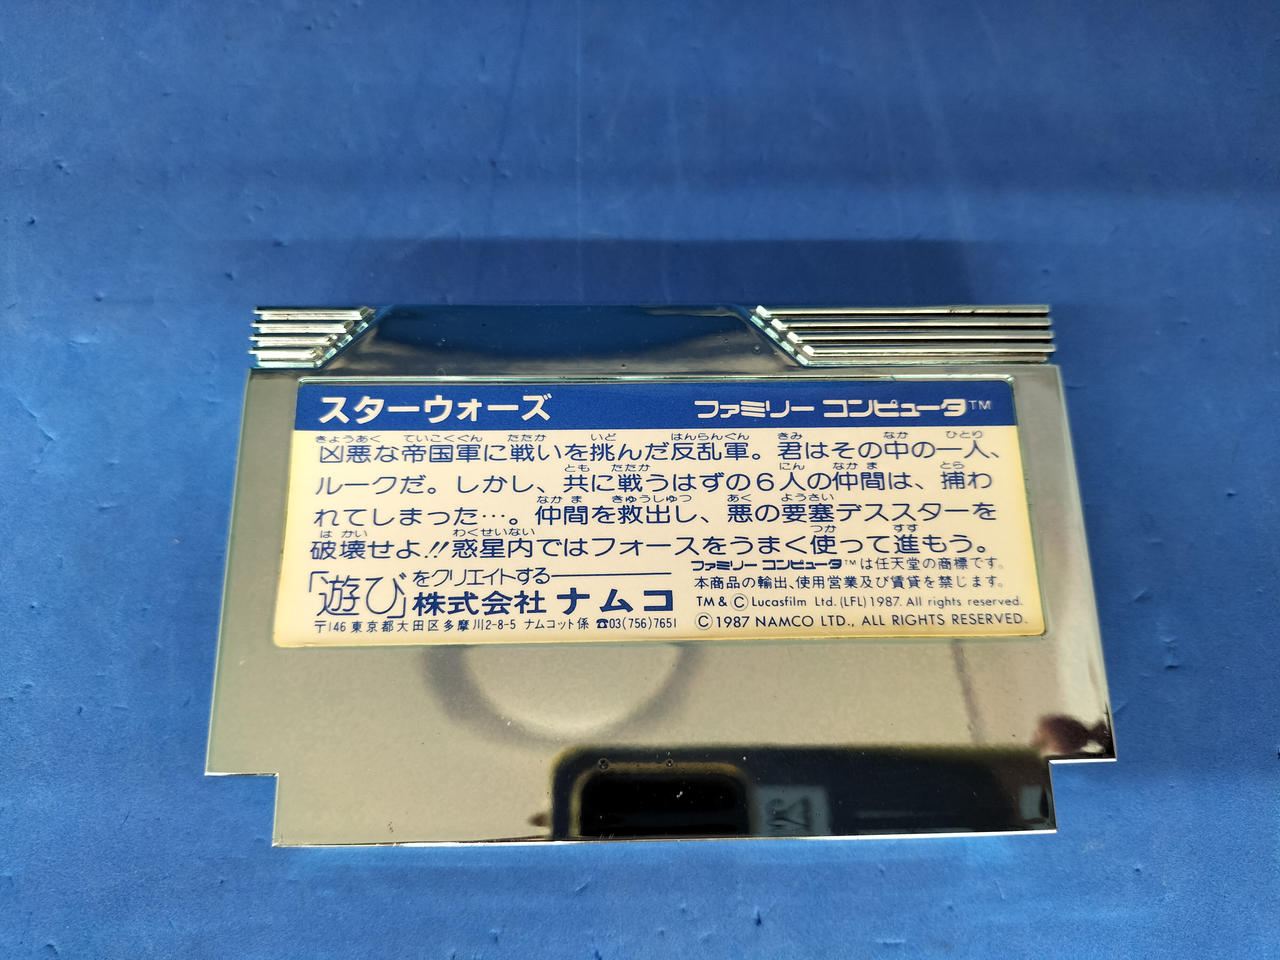 スターウォーズ
ファミリー コンピュータ™
きょうあく ていこくぐん たたか いど はんらんぐん きみ なか ひとり
凶悪な帝国軍に戦いを挑んだ反乱軍。君はその中の一人、
とも たたか にん なかま とら
ルークだ。しかし、共に戦うはずの6人の仲間は、捕わ
なかま きゅうしゅつ あく ようさい
れてしまった…。仲間を救出し、悪の要塞デススターを
はかい わくせいない つか すす
破壊せよ!!惑星内ではフォースをうまく使って進もう。
「遊び」をクリエイトする
株式会社 ナムコ
〒146 東京都大田区多摩川2-8-5 ナムコット係 ☎03(756)7651
ファミリー コンピュータ™は任天堂の商標です。
本商品の輸出、使用営業及び賃貸を禁じます。
TM & © Lucasfilm Ltd. (LFL) 1987. All rights reserved.
© 1987 NAMCO LTD., ALL RIGHTS RESERVED.